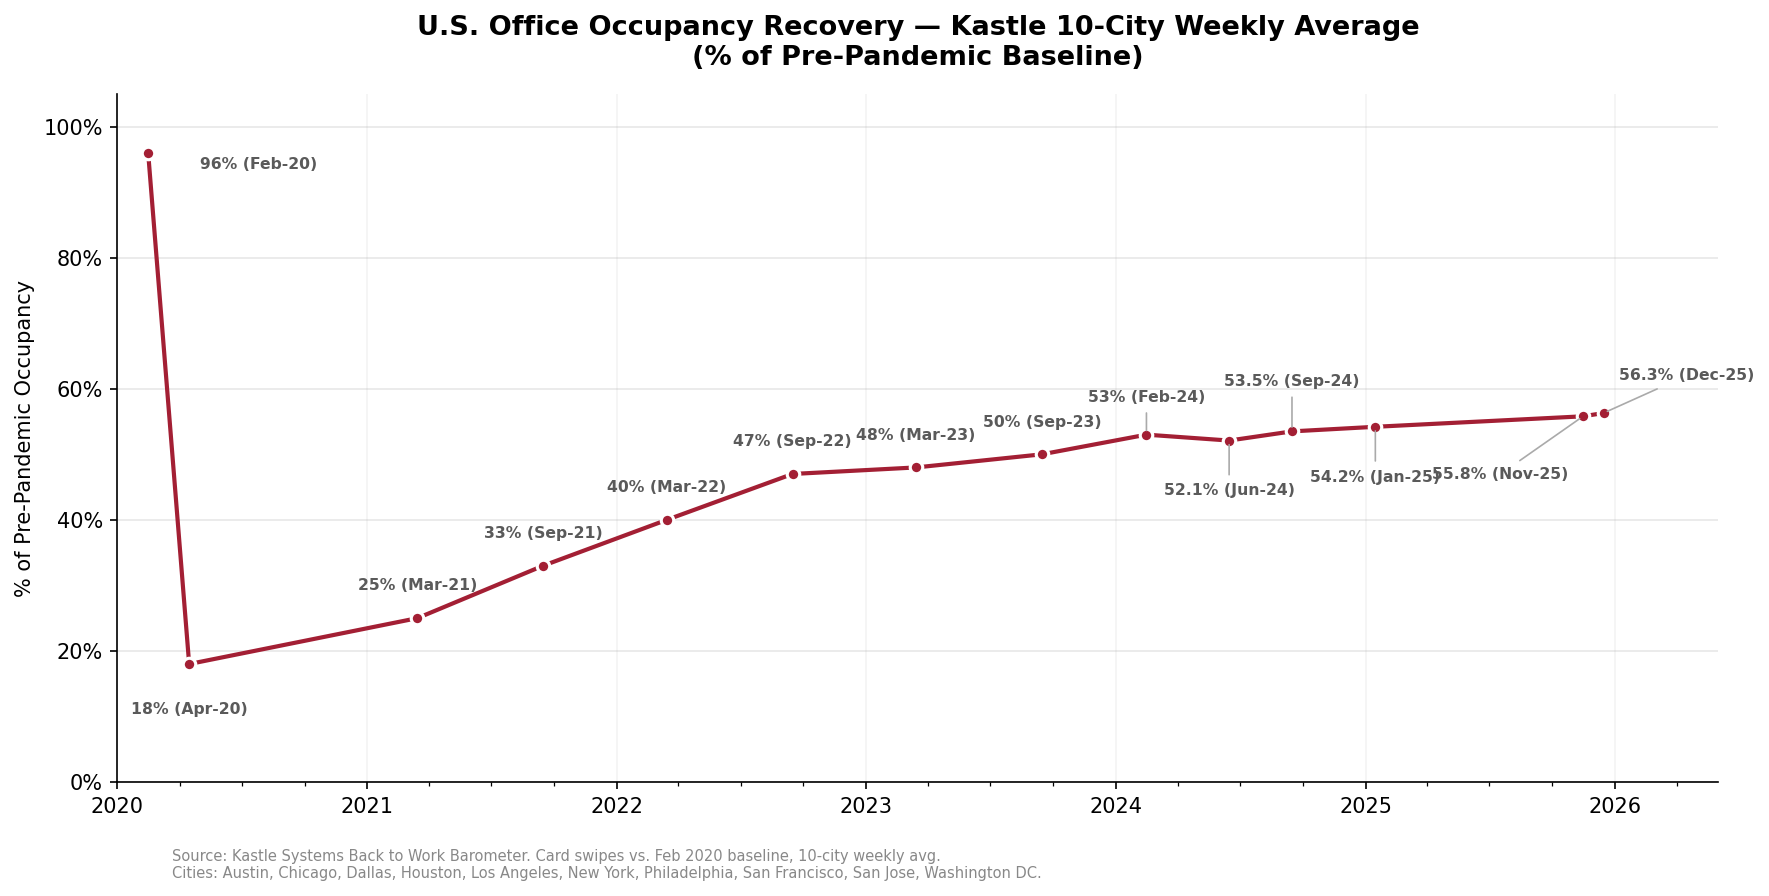 U.S. Office Occupancy Recovery — Kastle 10-City Weekly Average
(% of Pre-Pandemic Baseline)
% of Pre-Pandemic Occupancy
100%
80%
60%
40%
20%
0%
96% (Feb-20)
18% (Apr-20)
25% (Mar-21)
33% (Sep-21)
40% (Mar-22)
47% (Sep-22)
48% (Mar-23)
50% (Sep-23)
53% (Feb-24)
52.1% (Jun-24)
53.5% (Sep-24)
54.2% (Jan-25)
55.8% (Nov-25)
56.3% (Dec-25)
2020
2021
2022
2023
2024
2025
2026
Source: Kastle Systems Back to Work Barometer. Card swipes vs. Feb 2020 baseline, 10-city weekly avg.
Cities: Austin, Chicago, Dallas, Houston, Los Angeles, New York, Philadelphia, San Francisco, San Jose, Washington DC.